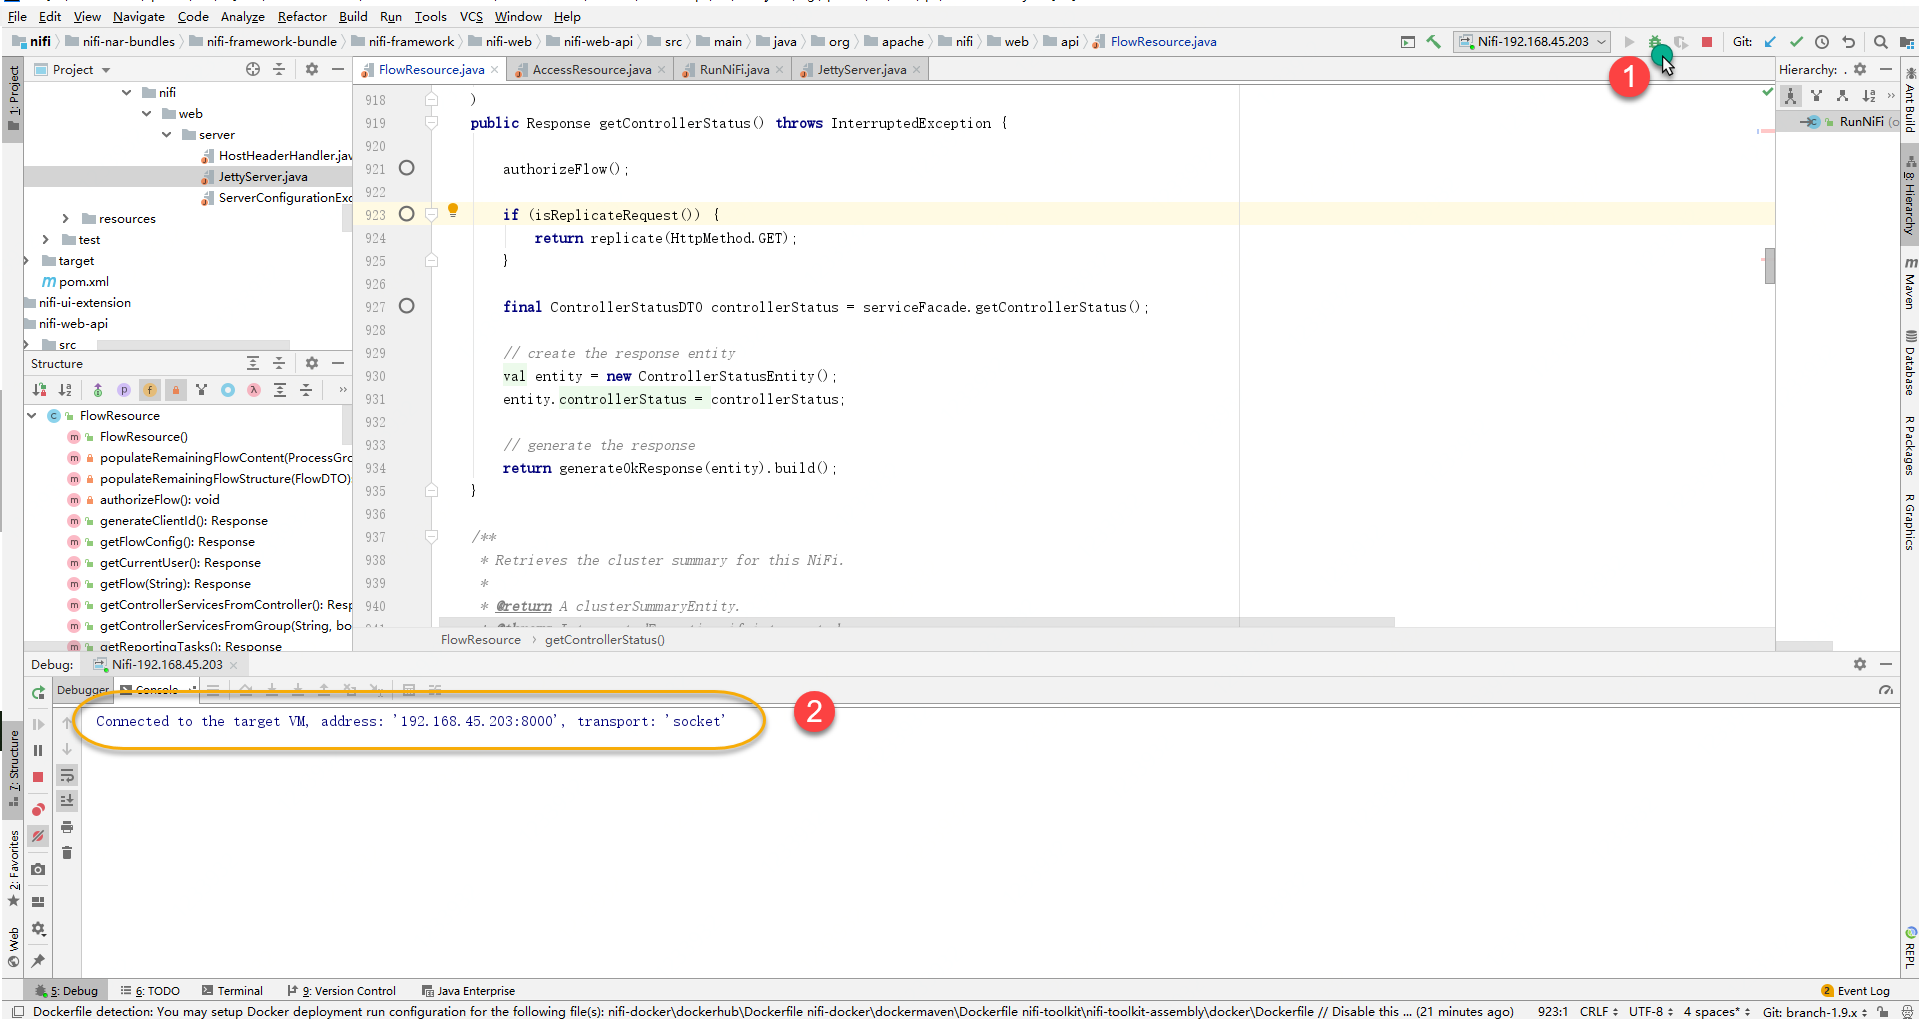 File Edit View Navigate Code Analyze Refactor Build Run Tools VCS Window Help
nifi nifi-nar-bundles nifi-framework-bundle nifi-framework nifi-web nifi-web-api src main java org apache nifi web api FlowResource.java Nifi-192.168.45.203 Git:
Project FlowResource.java AccessResource.java RunNiFi.java JettyServer.java Hierarchy: .
1
1: Project
nifi
web
server
HostHeaderHandler.jav
JettyServer.java
ServerConfigurationExc
resources
test
target
pom.xml
nifi-ui-extension
nifi-web-api
src
Structure
FlowResource
FlowResource()
populateRemainingFlowContent(ProcessGro
populateRemainingFlowStructure(FlowDTO)
authorizeFlow(): void
generateClientId(): Response
getFlowConfig(): Response
getCurrentUser(): Response
getFlow(String): Response
getControllerServicesFromController(): Resp
getControllerServicesFromGroup(String, bo
getReportingTasks(): Response
918 )
919 public Response getControllerStatus() throws InterruptedException {
920
921 authorizeFlow();
922
923 if (isReplicateRequest()) {
924 return replicate(HttpMethod.GET);
925 }
926
927 final ControllerStatusDTO controllerStatus = serviceFacade.getControllerStatus();
928
929 // create the response entity
930 val entity = new ControllerStatusEntity();
931 entity.controllerStatus = controllerStatus;
932
933 // generate the response
934 return generateOkResponse(entity).build();
935 }
936
937 /**
938 * Retrieves the cluster summary for this NiFi.
939 *
940 * @return A clusterSummaryEntity.
FlowResource getControllerStatus()
RunNiFi (o
Ant Build
8: Hierarchy
Maven
Database
R Packages
R Graphics
REPL
Debug: Nifi-192.168.45.203
Debugger Console
Connected to the target VM, address: '192.168.45.203:8000', transport: 'socket'
2
7: Structure
2: Favorites
Web
5: Debug 6: TODO Terminal 9: Version Control Java Enterprise 2 Event Log
Dockerfile detection: You may setup Docker deployment run configuration for the following file(s): nifi-docker\dockerhub\Dockerfile nifi-docker\dockermaven\Dockerfile nifi-toolkit\nifi-toolkit-assembly\docker\Dockerfile // Disable this ... (21 minutes ago) 923:1 CRLF UTF-8 4 spaces* Git: branch-1.9.x